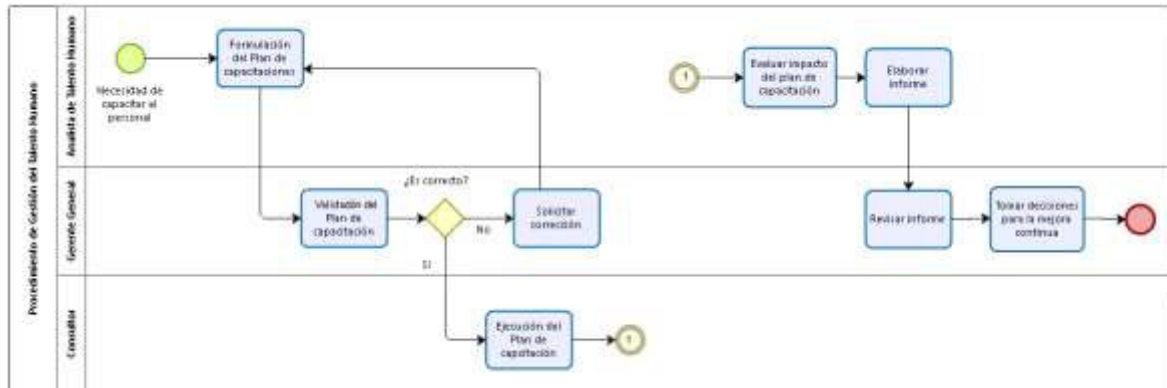 Procedimiento de Gestión del Talento Humano
Analista de Talento Humano
Necesidad de
capacitar al
personal
Formulación
del Plan de
capacitaciones
1
Evaluar impacto
del plan de
capacitación
Elaborar
informe
Gerente General
Validación del
Plan de
capacitación
¿Es correcto?
No
Si
Solicitar
corrección
Revisar informe
Tomar decisiones
para la mejora
continua
Consultor
Ejecución del
Plan de
capacitación
1